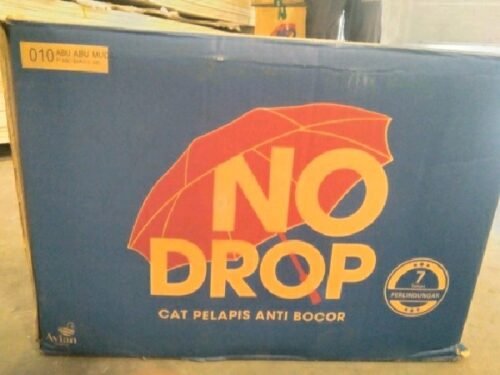 010 ABU ABU MUDA
NO
DROP
CAT PELAPIS ANTI BOCOR
7
PERLINDUNGAN
Avian